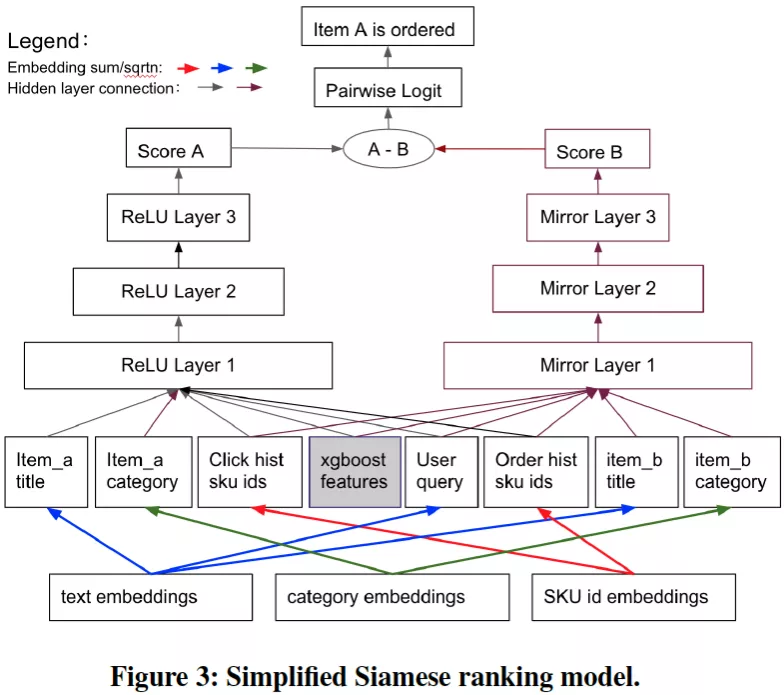 Item A is ordered
Legend:
Embedding sum/sqrtn:
Hidden layer connection:
Pairwise Logit
Score A
A - B
Score B
ReLU Layer 3
Mirror Layer 3
ReLU Layer 2
Mirror Layer 2
ReLU Layer 1
Mirror Layer 1
Item_a
title
Item_a
category
Click hist
sku ids
xgboost
features
User
query
Order hist
sku ids
item_b
title
item_b
category
text embeddings
category embeddings
SKU id embeddings
Figure 3: Simplified Siamese ranking model.